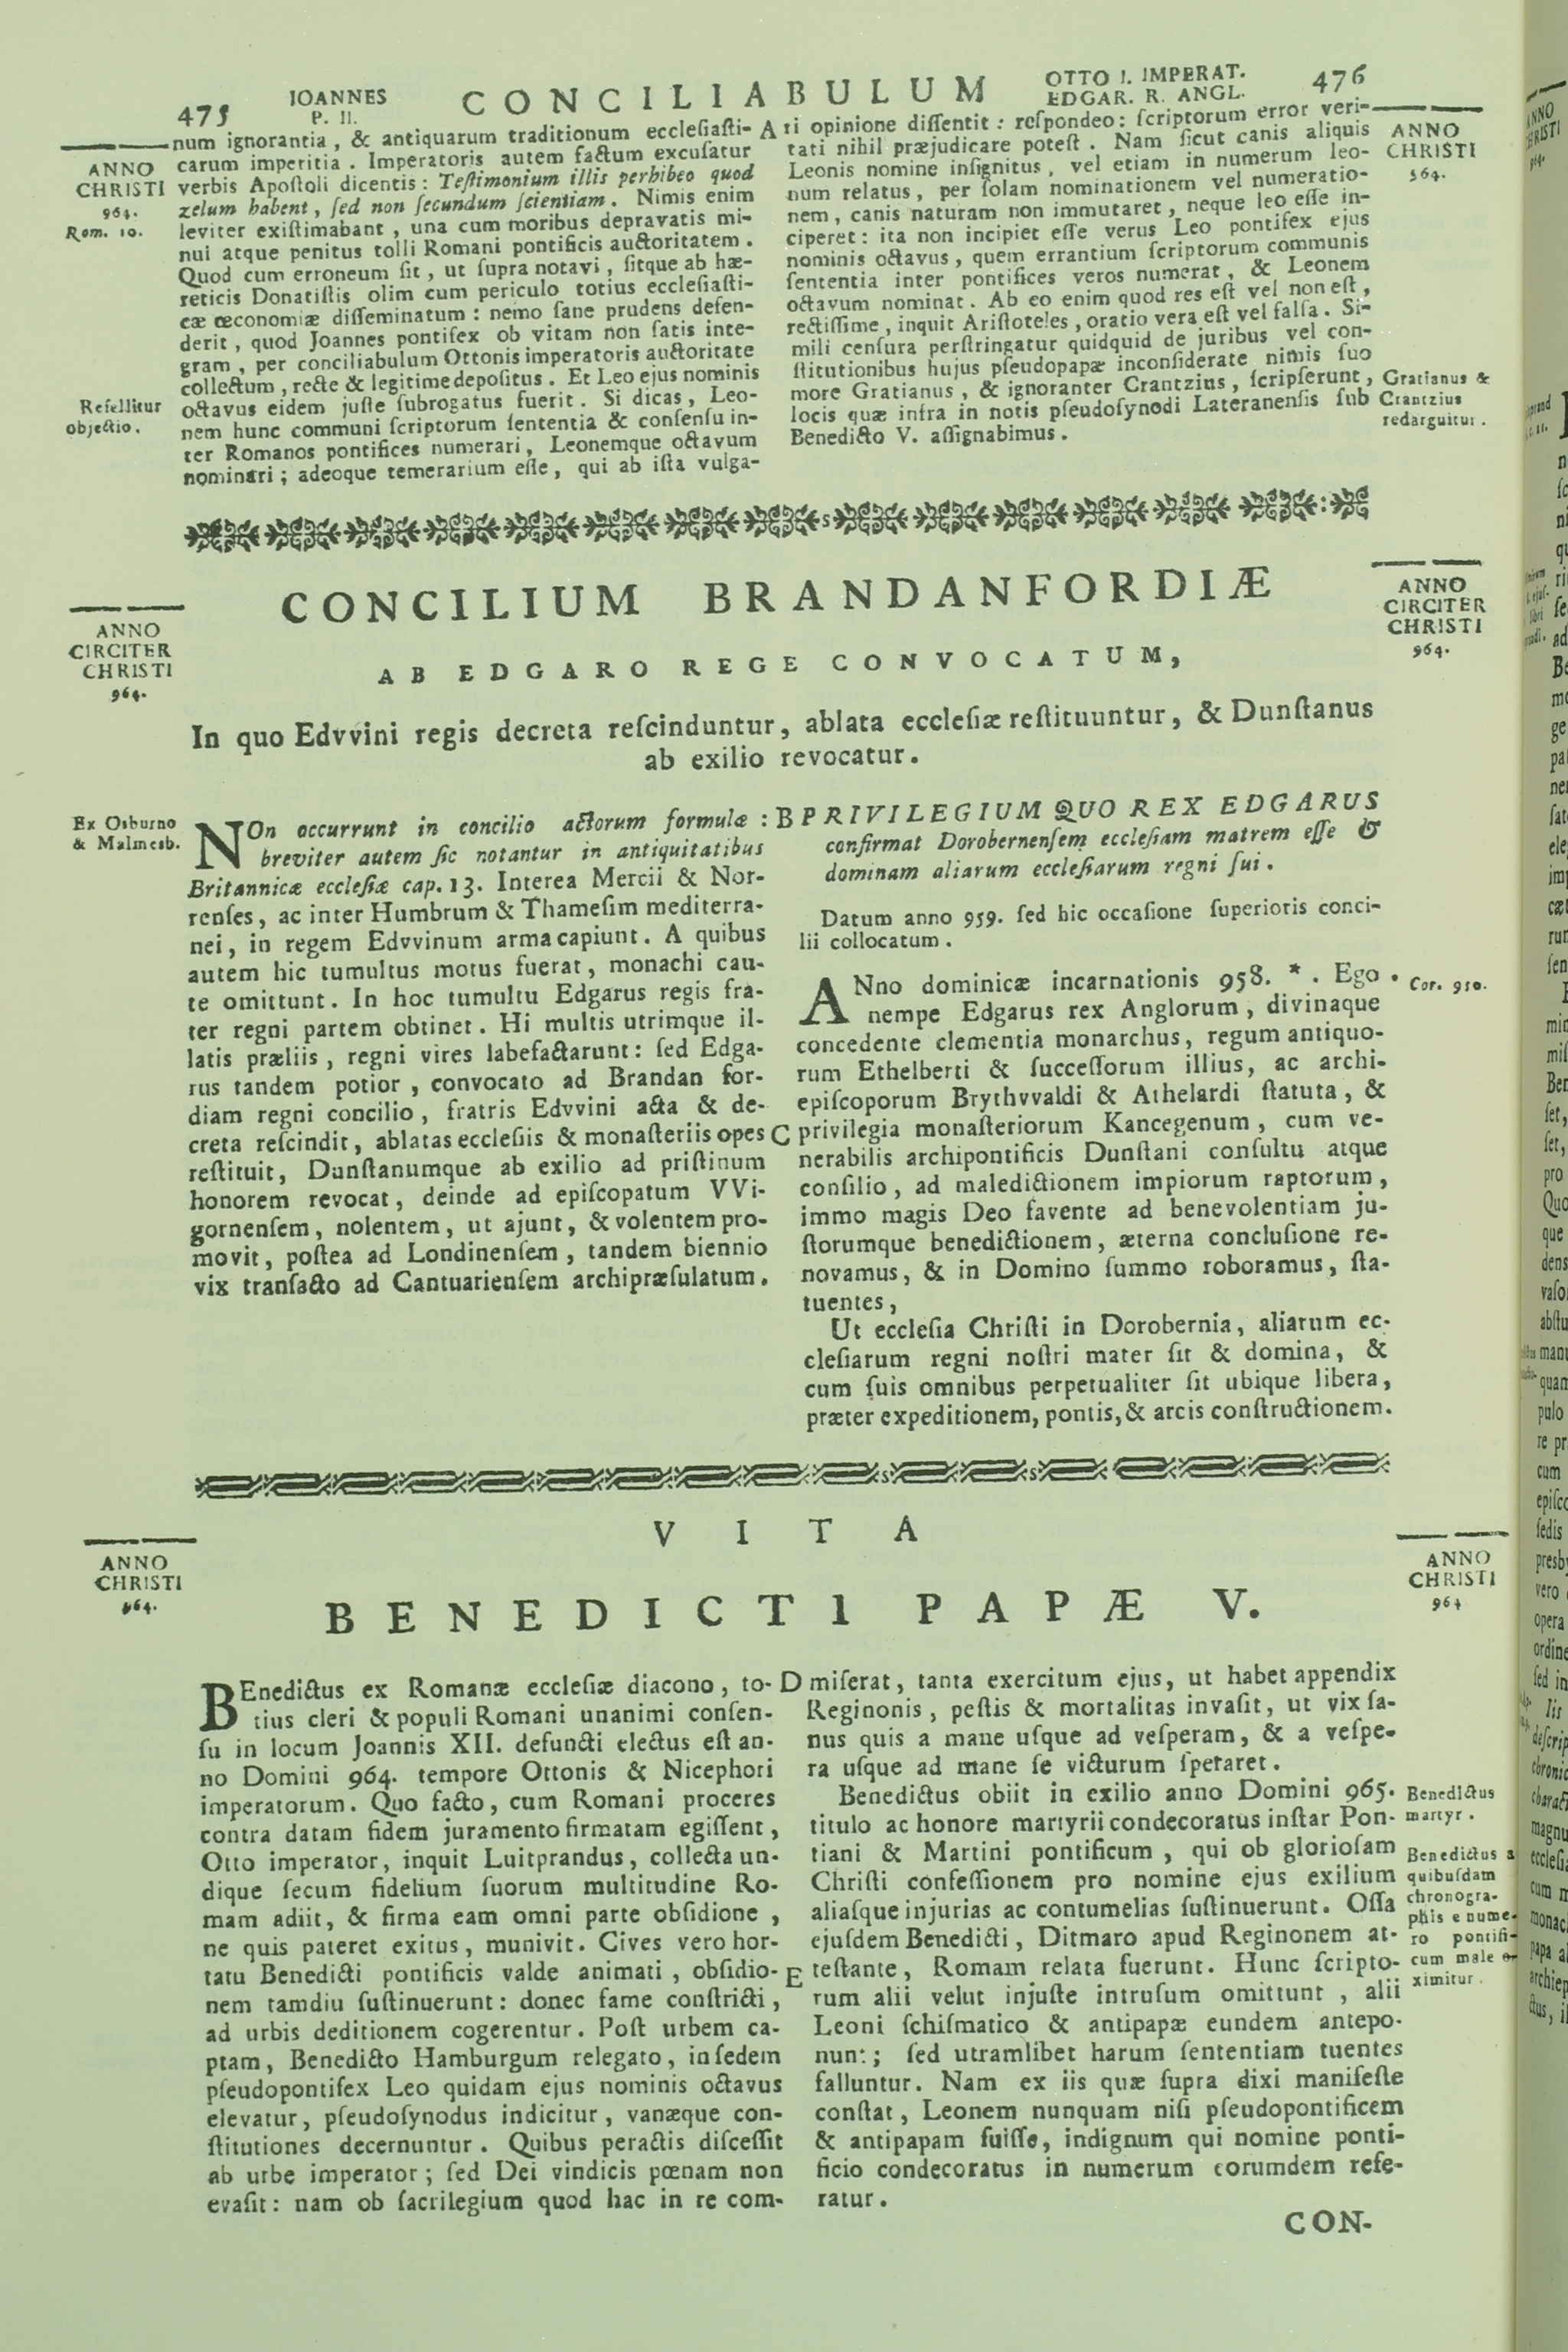 475
IOANNES
P. II.
CONCILIABULUM
OTTO I. IMPERAT.
EDGAR. R. ANGL.
476
ANNO
CHRISTI
964.
Rom. 10.
num ignorantia, & antiquarum traditionum eccleſiaſti-
carum imperitia. Imperatoris autem factum excuſatur
verbis Apoſtoli dicentis: Teſtimonium illis perhibeo quod
zelum habent, ſed non ſecundum ſcientiam. Nimis enim
leviter exiſtimabant, una cum moribus depravatis mi-
nui atque penitus tolli Romani pontificis auctoritatem.
Quod cum erroneum ſit, ut ſupra notavi, ſitque ab hæ-
reticis Donatiſtis olim cum periculo totius eccleſiaſti-
cæ œconomiæ diſſeminatum: nemo ſane prudens defen-
derit, quod Joannes pontifex ob vitam non ſatis inte-
gram, per conciliabulum Ottonis imperatoris auctoritate
collectum, recte & legitime depoſitus. Et Leo ejus nominis
octavus eidem juſte ſubrogatus fuerit. Si dicas, Leo-
nem hunc communi ſcriptorum ſententia & conſenſu in-
ter Romanos pontifices numerari, Leonemque octavum
nominari; adeoque temerarium eſſe, qui ab iſta vulga-
Refellitur
objectio.
A
ri opinione diſſentit: reſpondeo: ſcriptorum error veri-
tati nihil præjudicare poteſt. Nam ſicut canis aliquis
Leonis nomine inſignitus, vel etiam in numerum leo-
num relatus, per ſolam nominationem vel numeratio-
nem, canis naturam non immutaret, neque leo eſſe in-
ciperet: ita non incipiet eſſe verus Leo pontifex ejus
nominis octavus, quem errantium ſcriptorum communis
ſententia inter pontifices veros numerat, & Leonem
octavum nominat. Ab eo enim quod res eſt vel non eſt,
rectiſſime, inquit Ariſtoteles, oratio vera eſt vel falſa. Si-
mili cenſura perſtringatur quidquid de juribus vel con-
ſtitutionibus hujus pſeudopapæ inconſiderate nimis ſuo
more Gratianus, & ignoranter Crantzius, ſcripſerunt,
locis quæ infra in notis pſeudoſynodi Lateranenſis ſub
Benedicto V. aſſignabimus.
ANNO
CHRISTI
964.
Gratianus &
Crantzius
redarguitur.
CONCILIUM BRANDANFORDIÆ
AB EDGARO REGE CONVOCATUM,
In quo Edvvini regis decreta reſcinduntur, ablata eccleſiæ reſtituuntur, & Dunſtanus
ab exilio revocatur.
ANNO
CIRCITER
CHRISTI
964.
ANNO
CIRCITER
CHRISTI
964.
Ex Osburno
& Malmesb.
NOn occurrunt in concilio actorum formulæ:
breviter autem ſic notantur in antiquitatibus
Britannicæ eccleſiæ cap. 13. Interea Mercii & Nor-
renſes, ac inter Humbrum & Thameſim mediterra-
nei, in regem Edvvinum arma capiunt. A quibus
autem hic tumultus motus fuerat, monachi cau-
te omittunt. In hoc tumultu Edgarus regis fra-
ter regni partem obtinet. Hi multis utrimque il-
latis præliis, regni vires labefactarunt: ſed Edga-
rus tandem potior, convocato ad Brandan for-
diam regni concilio, fratris Edvvini acta & de-
creta reſcindit, ablatas eccleſiis & monaſteriis opes
reſtituit, Dunſtanumque ab exilio ad priſtinum
honorem revocat, deinde ad epiſcopatum VVi-
gornenſem, nolentem, ut ajunt, & volentem pro-
movit, poſtea ad Londinenſem, tandem biennio
vix tranſacto ad Cantuarienſem archipræſulatum.
B
PRIVILEGIUM QUO REX EDGARUS
confirmat Dorobernenſem eccleſiam matrem eſſe &
dominam aliarum eccleſiarum regni ſui.
Datum anno 959. ſed hic occaſione ſuperioris conci-
lii collocatum.
ANno dominicæ incarnationis 958. *. Ego
nempe Edgarus rex Anglorum, divinaque
concedente clementia monarchus, regum antiquo-
rum Ethelberti & ſucceſſorum illius, ac archi-
epiſcoporum Brythvvaldi & Athelardi ſtatuta, &
C
privilegia monaſteriorum Kancegenum, cum ve-
nerabilis archipontificis Dunſtani conſultu atque
conſilio, ad maledictionem impiorum raptorum,
immo magis Deo favente ad benevolentiam ju-
ſtorumque benedictionem, æterna concluſione re-
novamus, & in Domino ſummo roboramus, ſta-
tuentes,
Ut eccleſia Chriſti in Dorobernia, aliarum ec-
cleſiarum regni noſtri mater ſit & domina, &
cum ſuis omnibus perpetualiter ſit ubique libera,
præter expeditionem, pontis, & arcis conſtructionem.
VITA
BENEDICTI PAPÆ V.
ANNO
CHRISTI
964.
ANNO
CHRISTI
964
BEnedictus ex Romanæ eccleſiæ diacono, to-
tius cleri & populi Romani unanimi conſen-
ſu in locum Joannis XII. defuncti electus eſt an-
no Domini 964. tempore Ottonis & Nicephori
imperatorum. Quo facto, cum Romani proceres
contra datam fidem juramento firmatam egiſſent,
Otto imperator, inquit Luitprandus, collecta un-
dique ſecum fidelium ſuorum multitudine Ro-
mam adiit, & firma eam omni parte obſidione,
ne quis pateret exitus, munivit. Cives vero hor-
tatu Benedicti pontificis valde animati, obſidio-
nem tamdiu ſuſtinuerunt: donec fame conſtricti,
ad urbis deditionem cogerentur. Poſt urbem ca-
ptam, Benedicto Hamburgum relegato, in ſedem
pſeudopontifex Leo quidam ejus nominis octavus
elevatur, pſeudoſynodus indicitur, vanæque con-
ſtitutiones decernuntur. Quibus peractis diſceſſit
ab urbe imperator; ſed Dei vindicis pœnam non
evaſit: nam ob ſacrilegium quod hac in re com-
D
miſerat, tanta exercitum ejus, ut habet appendix
Reginonis, peſtis & mortalitas invaſit, ut vix ſa-
nus quis a mane uſque ad veſperam, & a veſpe-
ra uſque ad mane ſe victurum ſperaret.
Benedictus obiit in exilio anno Domini 965.
titulo ac honore martyrii condecoratus inſtar Pon-
tiani & Martini pontificum, qui ob glorioſam
Chriſti confeſſionem pro nomine ejus exilium
aliaſque injurias ac contumelias ſuſtinuerunt. Oſſa
ejuſdem Benedicti, Ditmaro apud Reginonem at-
E
teſtante, Romam relata fuerunt. Hunc ſcripto-
rum alii velut injuſte intruſum omittunt, alii
Leoni ſchiſmatico & antipapæ eundem antepo-
nunt; ſed utramlibet harum ſententiam tuentes
falluntur. Nam ex iis quæ ſupra dixi manifeſte
conſtat, Leonem nunquam niſi pſeudopontificem
& antipapam fuiſſe, indignum qui nomine ponti-
ficio condecoratus in numerum eorumdem refe-
ratur.
Benedictus
martyr.
Benedictus a
quibuſdam
chronogra-
phis e nume-
ro pontifi-
cum male
ximitur.
CON-